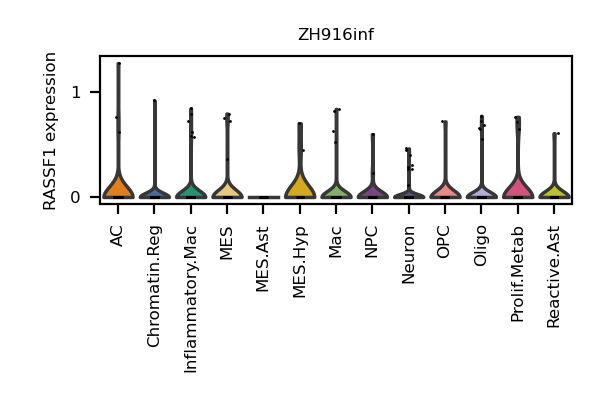 ZH916inf
RASSF1 expression
1
0
AC
Chromatin.Reg
Inflammatory.Mac
MES
MES.Ast
MES.Hyp
Mac
NPC
Neuron
OPC
Oligo
Prolif.Metab
Reactive.Ast